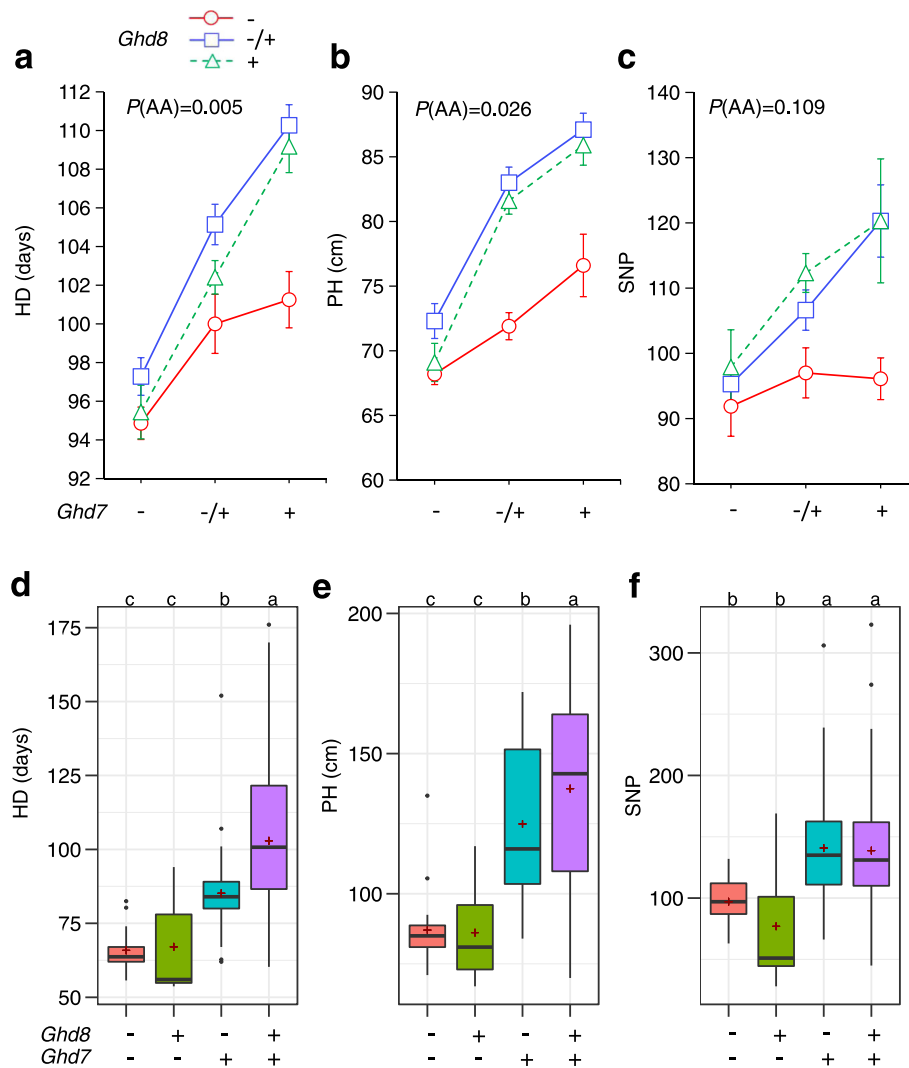 Ghd8
-
-/+
+
a
b
c
P(AA)=0.005
P(AA)=0.026
P(AA)=0.109
HD (days)
112
110
108
106
104
102
100
98
96
94
92
PH (cm)
90
85
80
75
70
65
60
SNP
140
130
120
110
100
90
80
Ghd7 - -/+ +
- -/+ +
- -/+ +
d
e
f
c c b a
c c b a
b b a a
HD (days)
175
150
125
100
75
50
PH (cm)
200
150
100
SNP
300
200
100
Ghd8 - + - +
Ghd7 - - + +
- + - +
- - + +
- + - +
- - + +